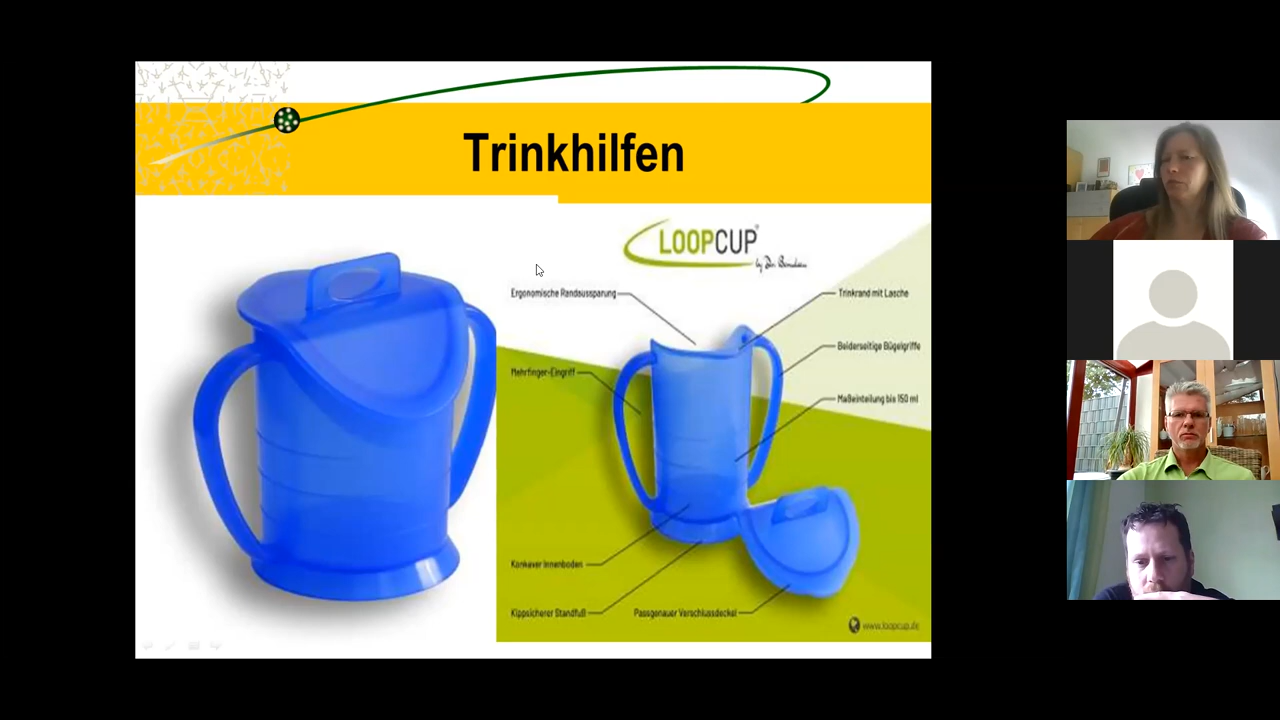 Trinkhilfen
LOOPCUP®
Ergonomische Randaussparung
Trinkrand mit Lasche
Beiderseitige Bügelgriffe
Mehrfinger-Eingriff
Maßeinteilung bis 150 ml
Konkaver Innenboden
Kippsicherer Standfuß
Passgenauer Verschlussdeckel
www.loopcup.de